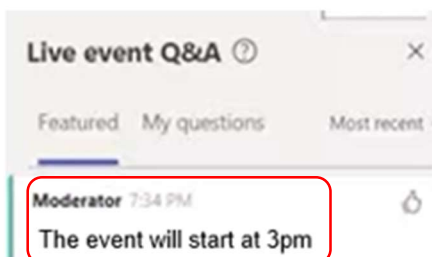 Live event Q&A
Featured My questions Most recent
Moderator 7:34 PM
The event will start at 3pm